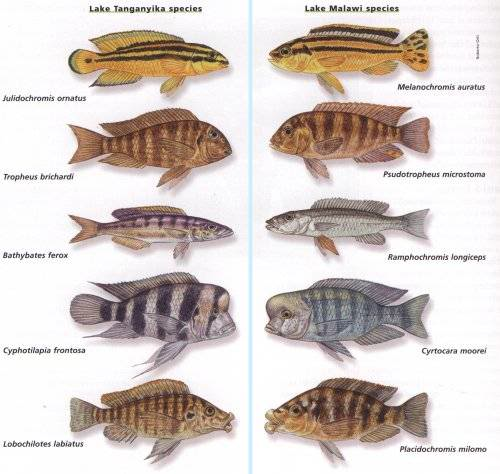 Lake Tanganyika species
Lake Malawi species
Julidochromis ornatus
Melanochromis auratus
Tropheus brichardi
Psudotropheus microstoma
Bathybates ferox
Ramphochromis longiceps
Cyphotilapia frontosa
Cyrtocara moorei
Lobochilotes labiatus
Placidochromis milomo